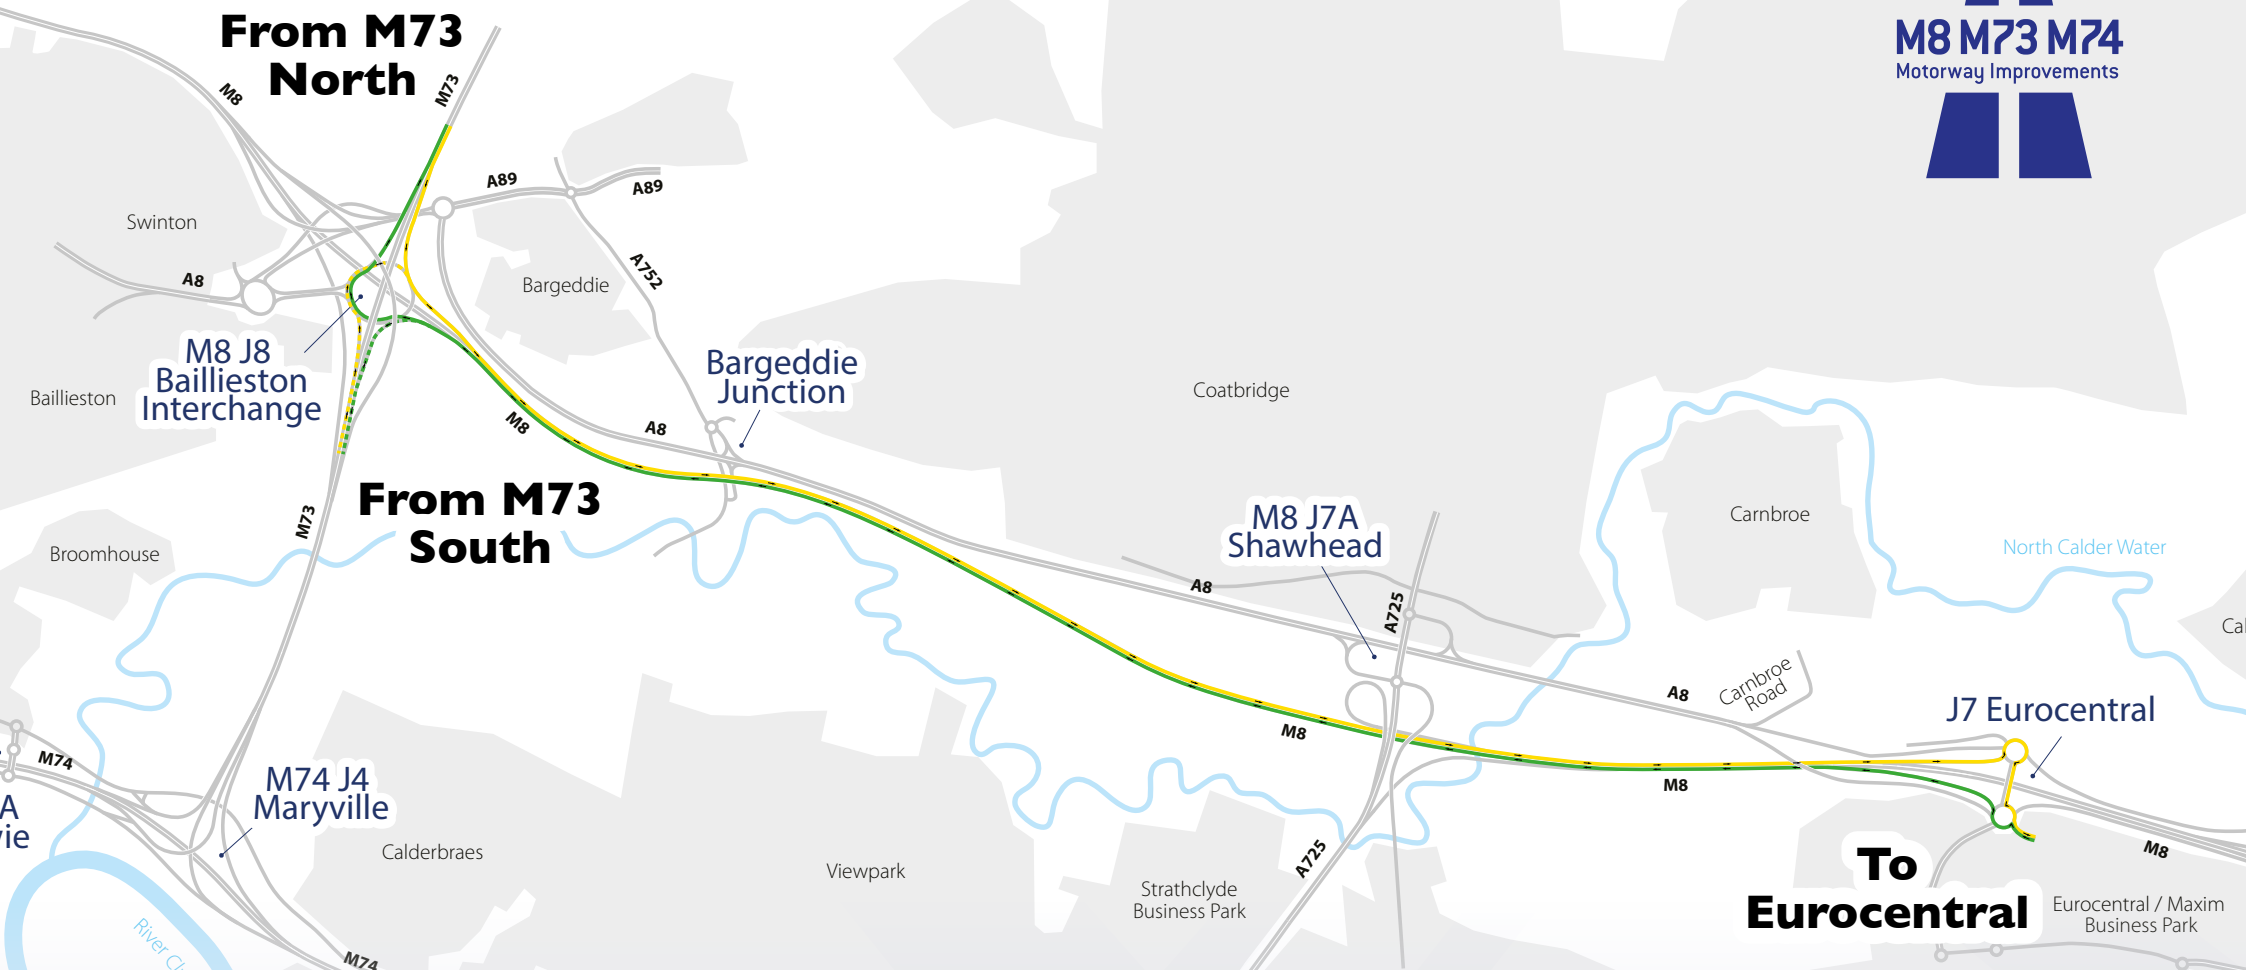 From M73
North
M8
M73
M8 M73 M74
Motorway Improvements
A89
A89
Swinton
A8
A752
Bargeddie
M8 J8
Baillieston
Interchange
Baillieston
Bargeddie
Junction
Coatbridge
M8
A8
From M73
South
M73
Broomhouse
M8 J7A
Shawhead
Carnbroe
North Calder Water
A8
A725
Carnbroe
Road
A8
J7 Eurocentral
M8
M8
M74
M74 J4
Maryville
Calderbraes
Viewpark
Strathclyde
Business Park
A725
To
Eurocentral
M8
Eurocentral / Maxim
Business Park
River
M74